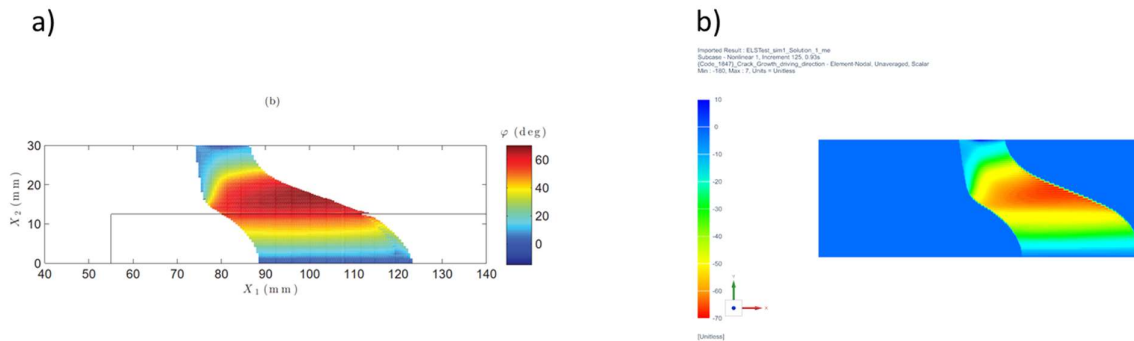 a)
b)
Imported Result : ELSTest_sim1_Solution_1_me
Subcase - Nonlinear 1, Increment 125, 0.93s
(Code_1847)_Crack_Growth_driving_direction - Element-Nodal, Unaveraged, Scalar
Min : -180, Max : 7, Units = Unitless
(b)
φ (deg)
X₂ (mm)
30
20
10
0
40 50 60 70 80 90 100 110 120 130 140
X₁ (mm)
60
40
20
0
10
0
-10
-20
-30
-40
-50
-60
-70
Y
X
[Unitless]